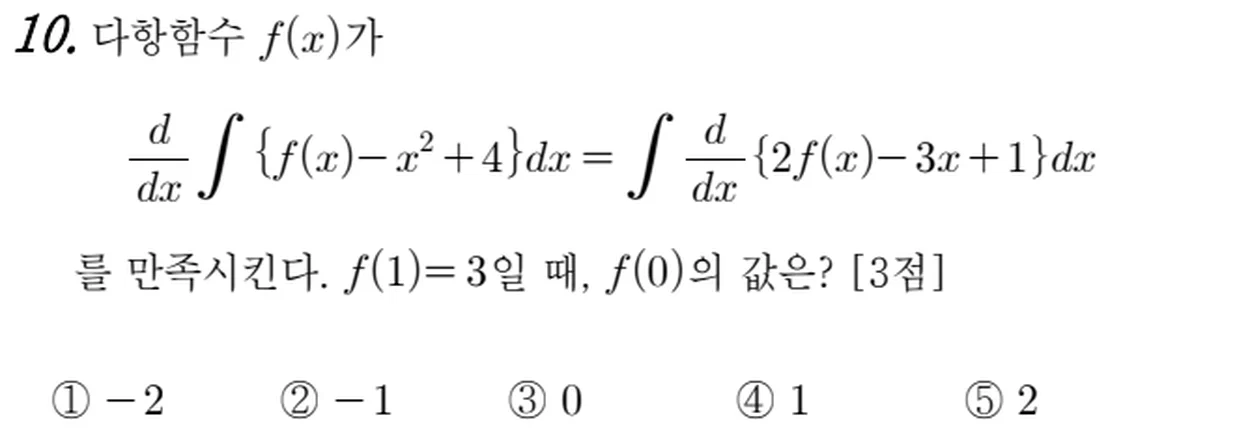 10. 다항함수 f(x)가
d/dx ∫ {f(x)−x²+4}dx = ∫ d/dx {2f(x)−3x+1}dx
를 만족시킨다. f(1)=3일 때, f(0)의 값은? [3점]
① −2 ② −1 ③ 0 ④ 1 ⑤ 2